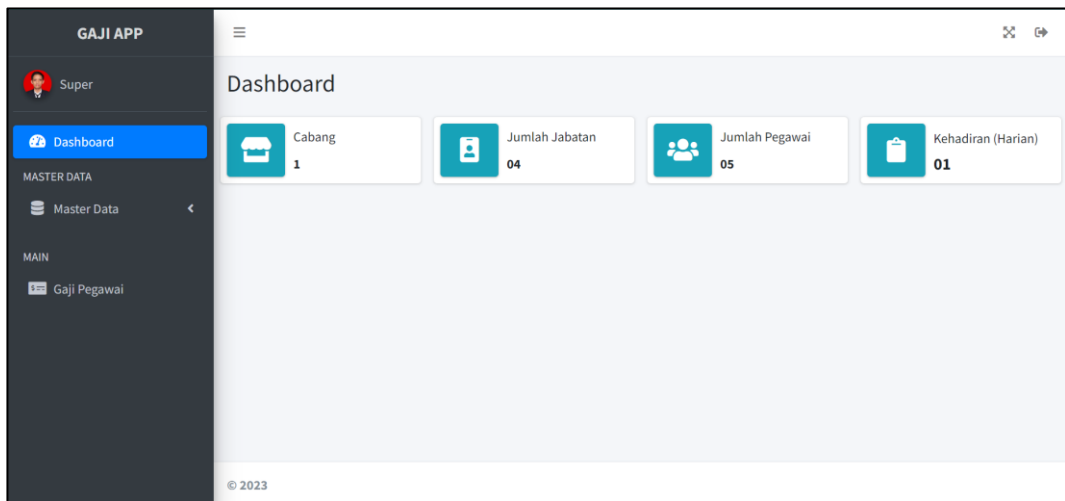 GAJI APP
Super
Dashboard
MASTER DATA
Master Data
MAIN
Gaji Pegawai
Dashboard
Cabang
1
Jumlah Jabatan
04
Jumlah Pegawai
05
Kehadiran (Harian)
01
© 2023